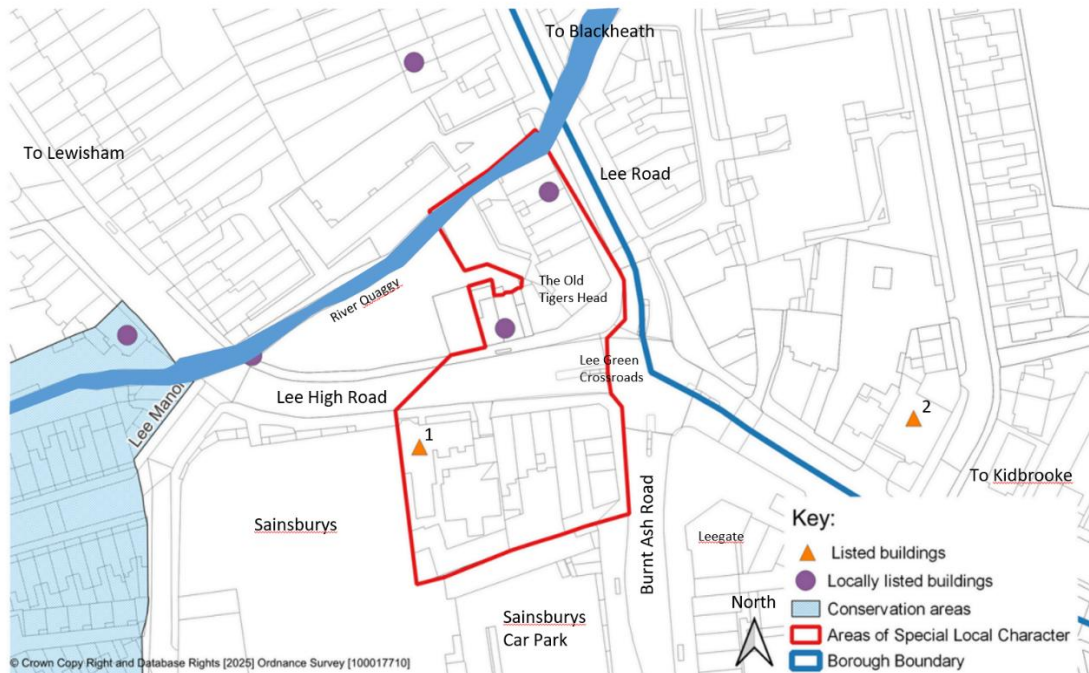 To Blackheath
To Lewisham
Lee Road
The Old
Tigers Head
River Quaggy
Lee Green
Crossroads
Lee High Road
Lee Manor
1
2
To Kidbrooke
Sainsburys
Burnt Ash Road
Leegate
Sainsburys
Car Park
North
Key:
Listed buildings
Locally listed buildings
Conservation areas
Areas of Special Local Character
Borough Boundary
© Crown Copy Right and Database Rights [2025] Ordnance Survey [100017710]